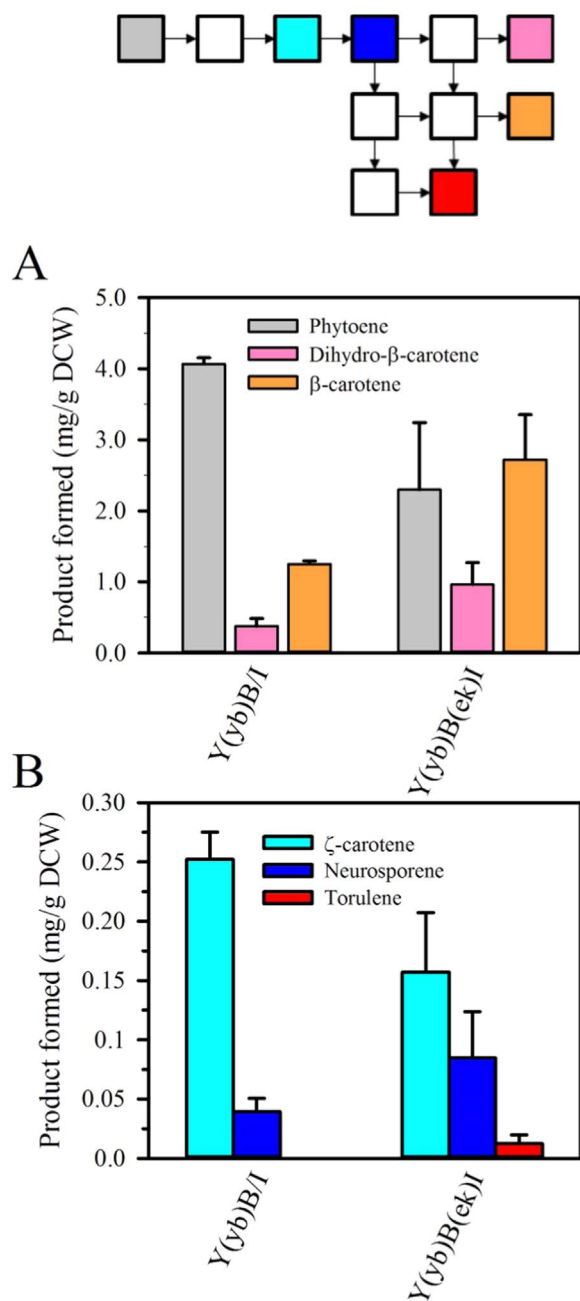 A
Product formed (mg/g DCW)
5.0
4.0
3.0
2.0
1.0
0.0
Phytoene
Dihydro-β-carotene
β-carotene
Y(yb)B/I
Y(yb)B(ek)I
B
Product formed (mg/g DCW)
0.30
0.25
0.20
0.15
0.1
0.05
0.0
ζ-carotene
Neurosporene
Torulene
Y(yb)B/I
Y(yb)B(ek)I